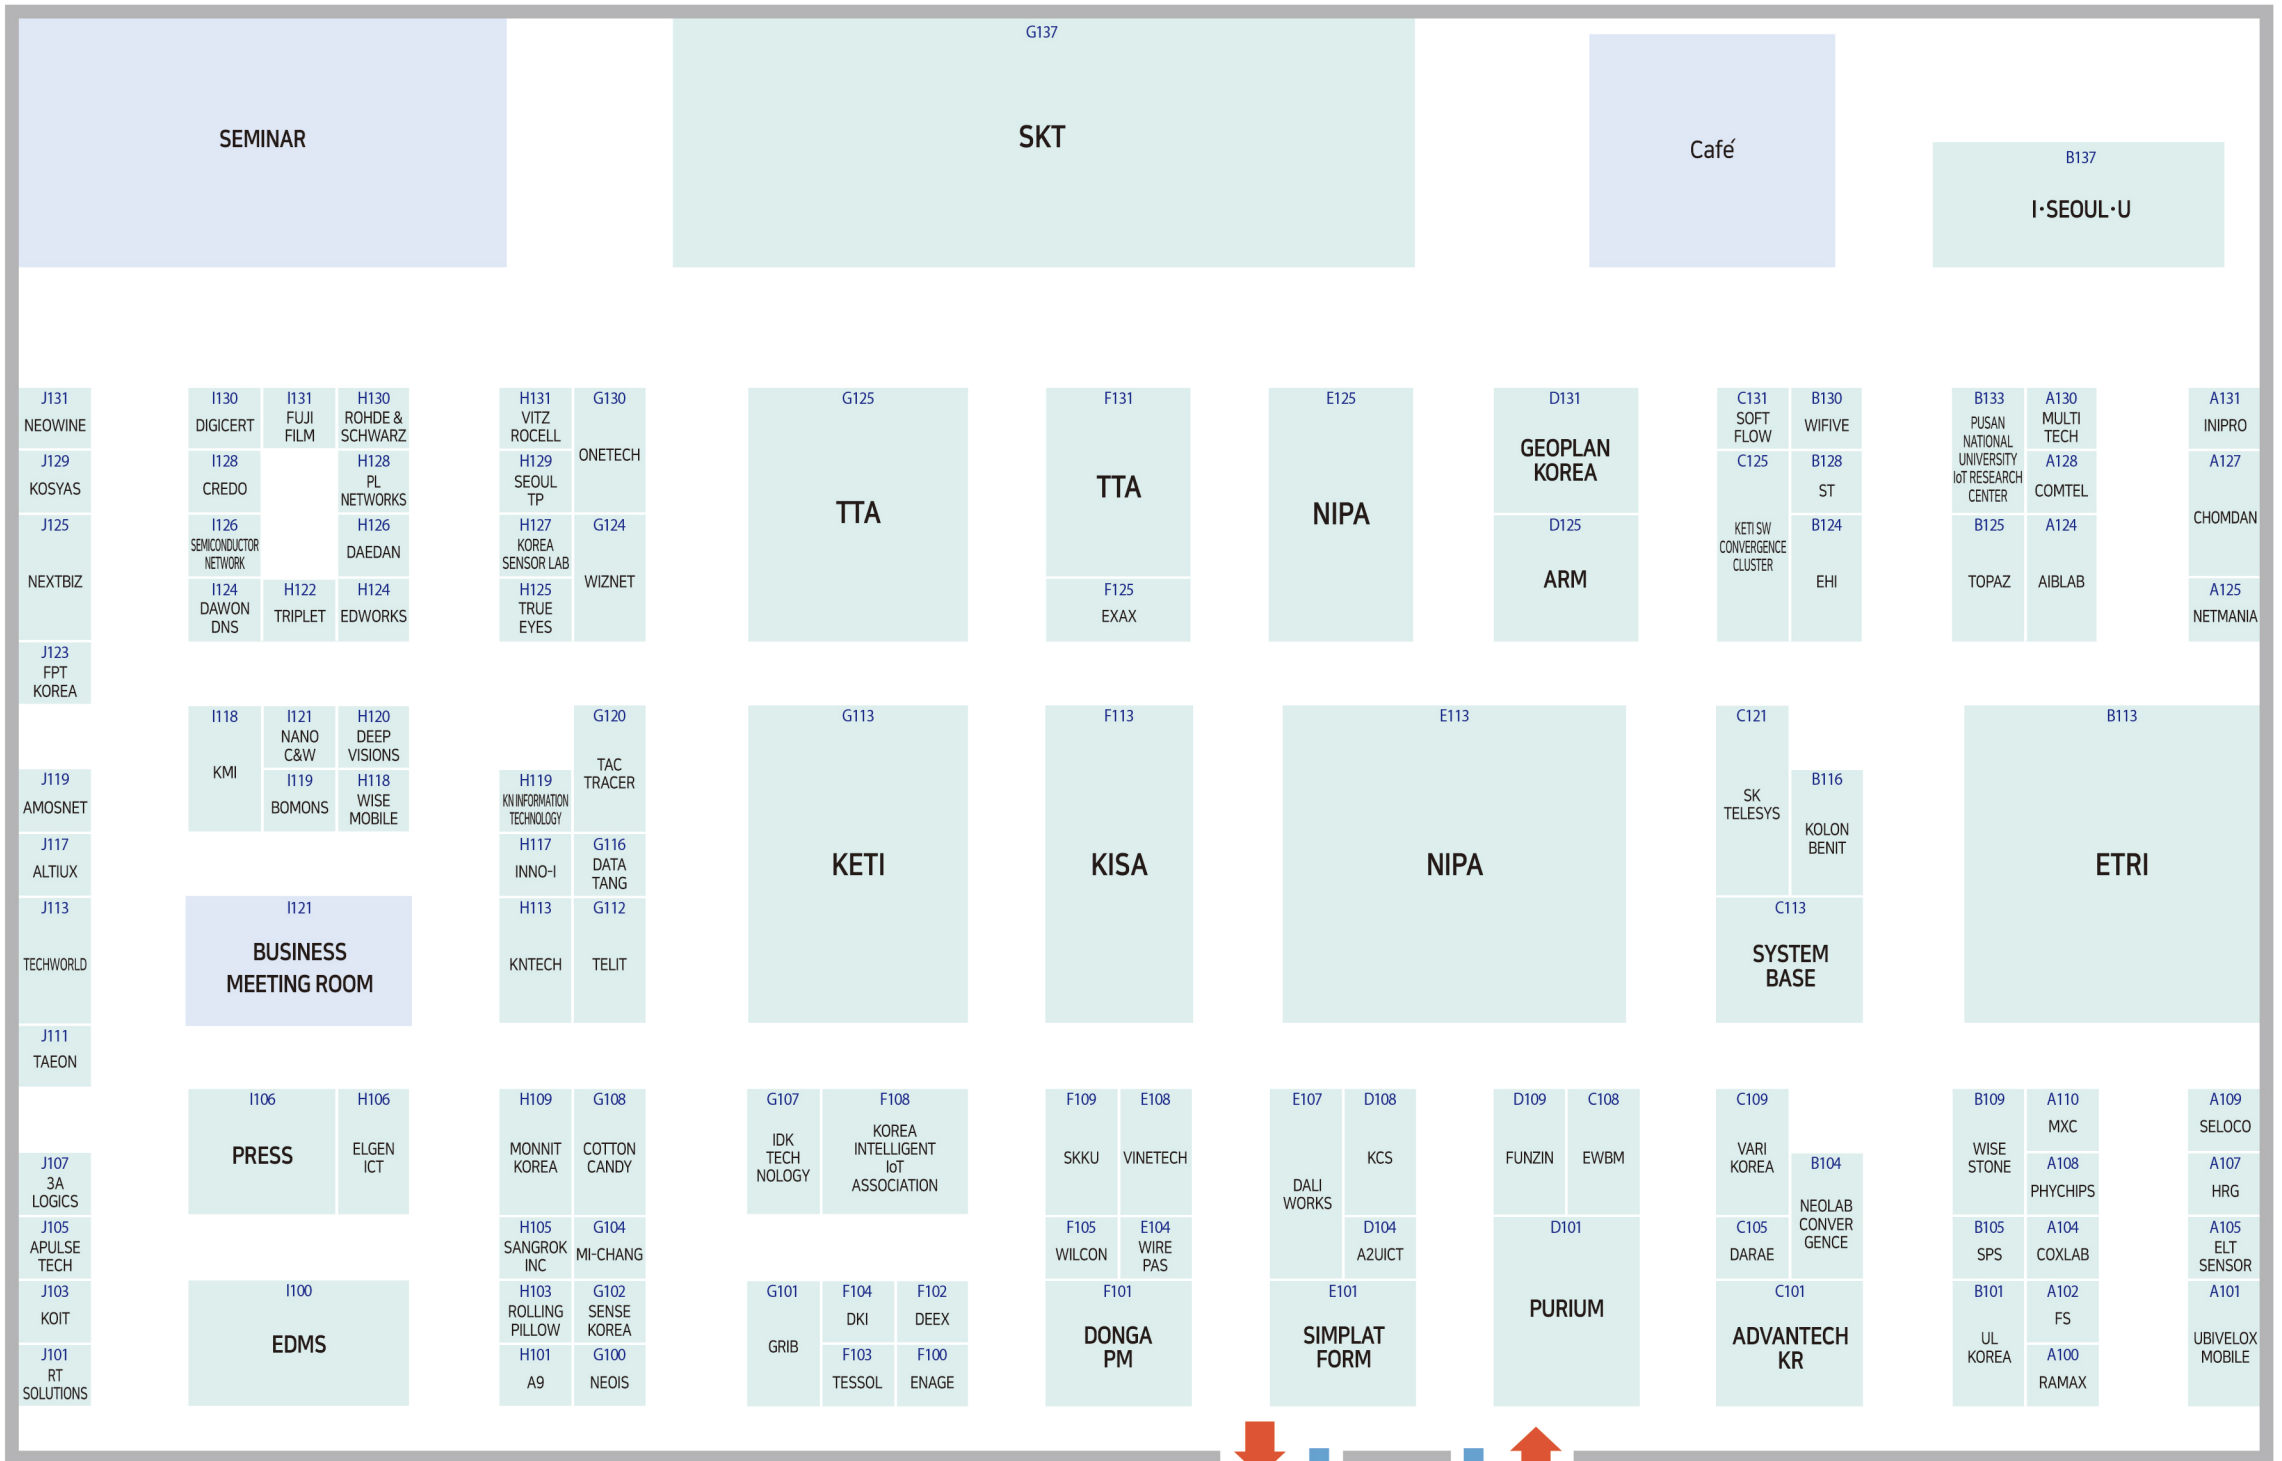 G137
SKT
SEMINAR
Café
B137
I·SEOUL·U
J131
NEOWINE
J129
KOSYAS
J125
NEXTBIZ
J123
FPT
KOREA
J119
AMOSNET
J117
ALTIUX
J113
TECHWORLD
J111
TAEON
J107
3A
LOGICS
J105
APULSE
TECH
J103
KOIT
J101
RT
SOLUTIONS
I130
DIGICERT
I131
FUJI
FILM
H130
ROHDE &
SCHWARZ
I128
CREDO
H128
PL
NETWORKS
I126
SEMICONDUCTOR
NETWORK
H126
DAEDAN
I124
DAWON
DNS
H122
TRIPLET
H124
EDWORKS
I118
KMI
I121
NANO
C&W
H120
DEEP
VISIONS
I119
BOMONS
H118
WISE
MOBILE
I121
BUSINESS
MEETING ROOM
I106
PRESS
H106
ELGEN
ICT
I100
EDMS
H131
VITZ
ROCELL
G130
ONETECH
H129
SEOUL
TP
H127
KOREA
SENSOR LAB
G124
WIZNET
H125
TRUE
EYES
G120
TAC
TRACER
H119
KN INFORMATION
TECHNOLOGY
H117
INNO-I
G116
DATA
TANG
H113
KNTECH
G112
TELIT
H109
MONNIT
KOREA
G108
COTTON
CANDY
H105
SANGROK
INC
G104
MI-CHANG
H103
ROLLING
PILLOW
G102
SENSE
KOREA
H101
A9
G100
NEOIS
G125
TTA
G113
KETI
G107
IDK
TECH
NOLOGY
F108
KOREA
INTELLIGENT
IoT
ASSOCIATION
G101
GRIB
F104
DKI
F102
DEEX
F103
TESSOL
F100
ENAGE
F131
TTA
F125
EXAX
F113
KISA
F109
SKKU
E108
VINETECH
F105
WILCON
E104
WIRE
PAS
F101
DONGA
PM
E125
NIPA
D131
GEOPLAN
KOREA
D125
ARM
E113
NIPA
E107
DALI
WORKS
D108
KCS
D104
A2UICT
E101
SIMPLAT
FORM
D109
FUNZIN
C108
EWBM
D101
PURIUM
C131
SOFT
FLOW
B130
WIFIVE
C125
KETI SW
CONVERGENCE
CLUSTER
B128
ST
B124
EHI
C121
SK
TELESYS
B116
KOLON
BENIT
C113
SYSTEM
BASE
C109
VARI
KOREA
B104
NEOLAB
CONVER
GENCE
C105
DARAE
C101
ADVANTECH
KR
B133
PUSAN
NATIONAL
UNIVERSITY
IoT RESEARCH
CENTER
A130
MULTI
TECH
A128
COMTEL
B125
TOPAZ
A124
AIBLAB
A131
INIPRO
A127
CHOMDAN
A125
NETMANIA
B113
ETRI
B109
WISE
STONE
A110
MXC
A108
PHYCHIPS
B105
SPS
A104
COXLAB
B101
UL
KOREA
A102
FS
A100
RAMAX
A109
SELOCO
A107
HRG
A105
ELT
SENSOR
A101
UBIVELOX
MOBILE